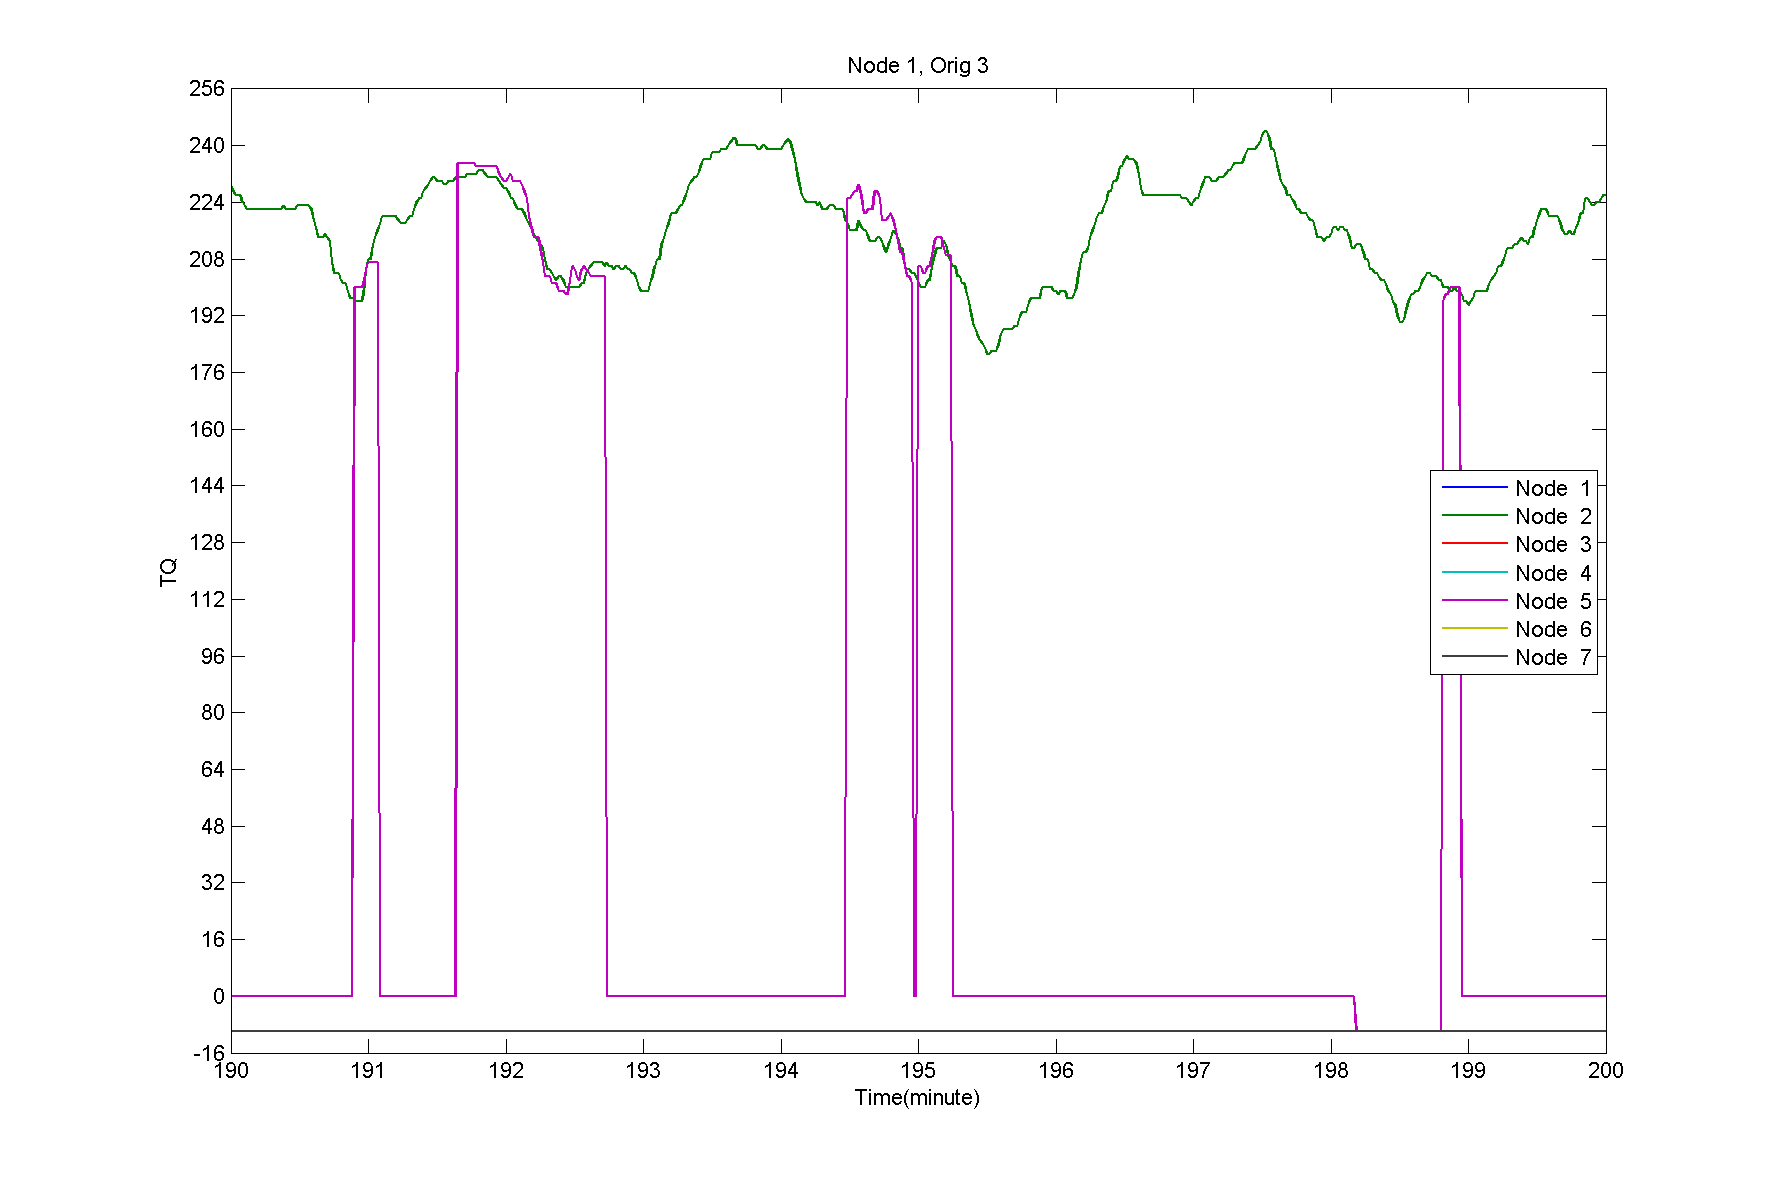 Node 1, Orig 3
256
240
224
208
192
176
160
144
128
112
96
80
64
48
32
16
0
-16
TQ
190 191 192 193 194 195 196 197 198 199 200
Time(minute)
Node 1
Node 2
Node 3
Node 4
Node 5
Node 6
Node 7